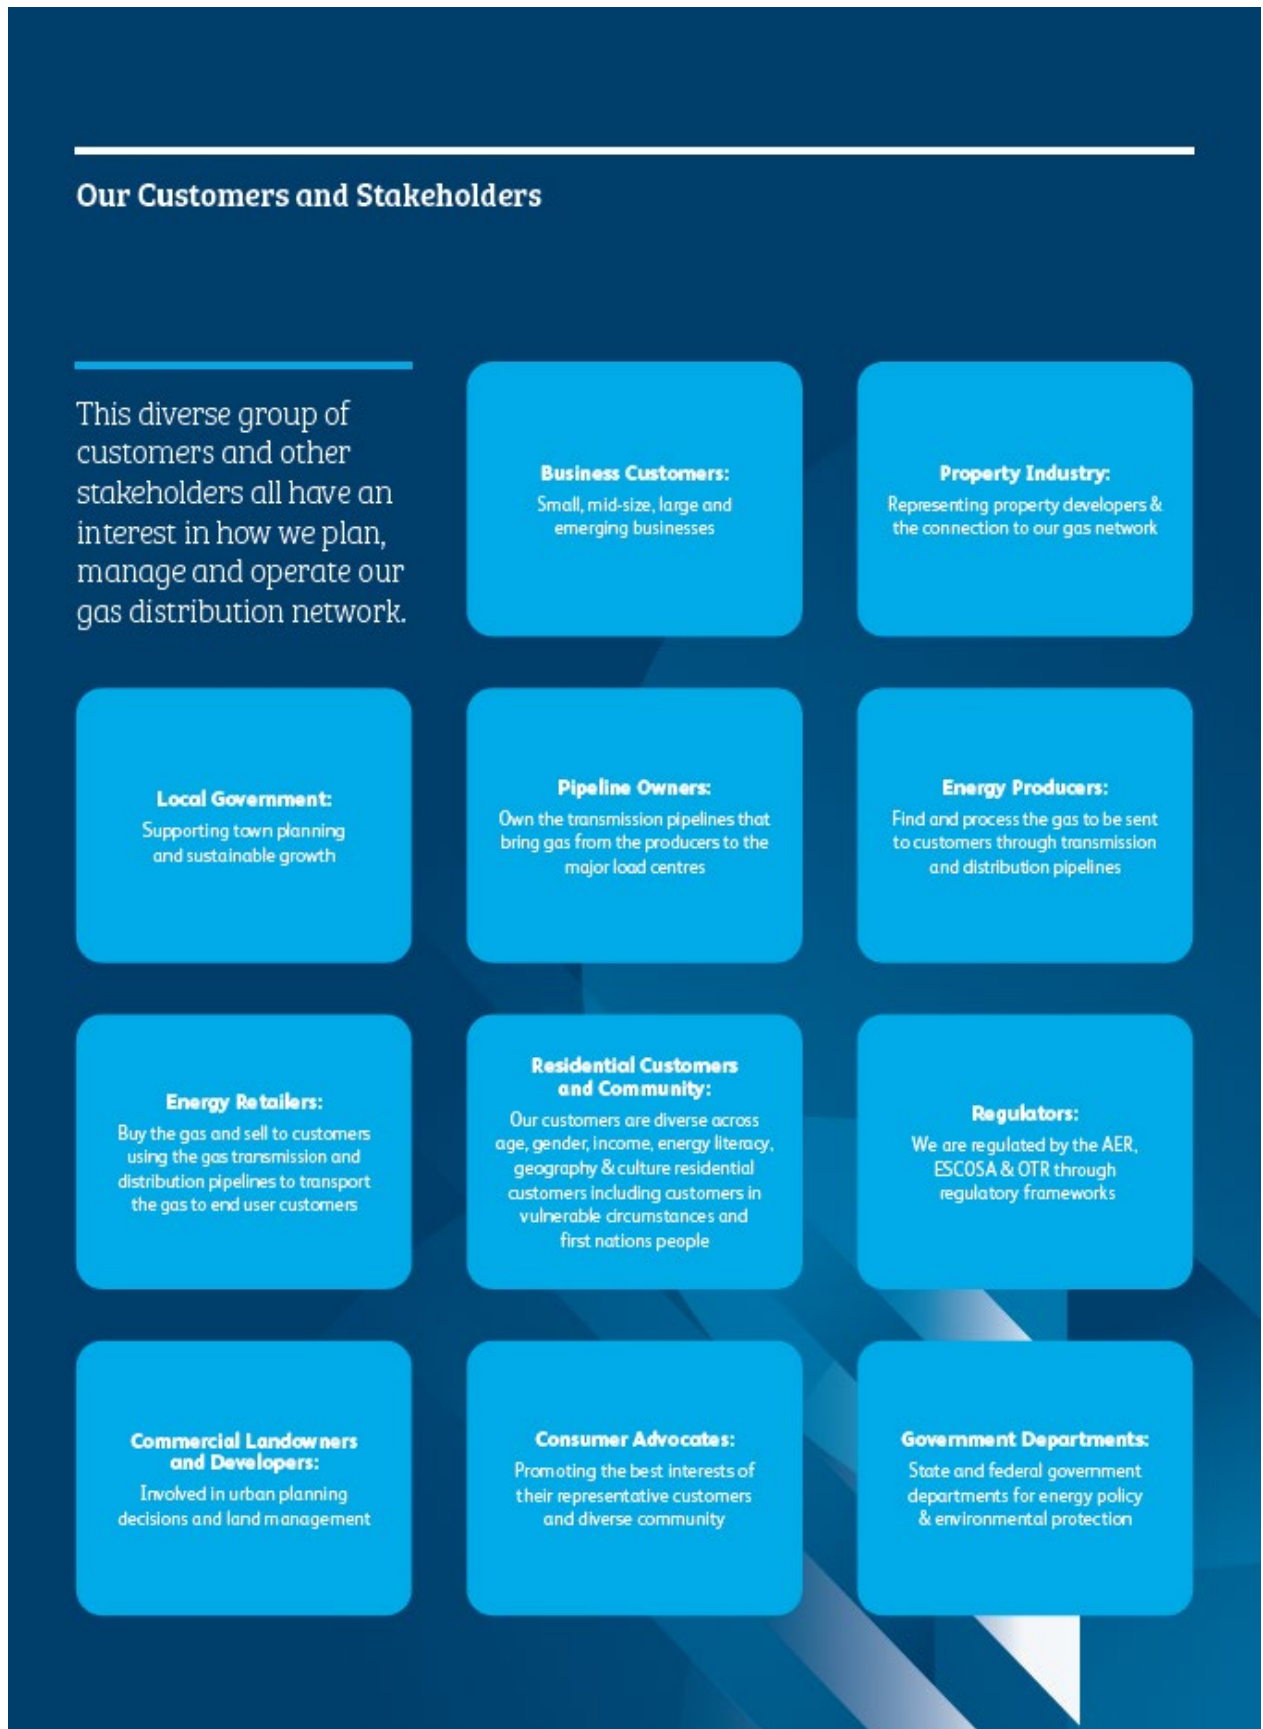 Our Customers and Stakeholders
This diverse group of
customers and other
stakeholders all have an
interest in how we plan,
manage and operate our
gas distribution network.
Business Customers:
Small, mid-size, large and
emerging businesses
Property Industry:
Representing property developers &
the connection to our gas network
Local Government:
Supporting town planning
and sustainable growth
Pipeline Owners:
Own the transmission pipelines that
bring gas from the producers to the
major load centres
Energy Producers:
Find and process the gas to be sent
to customers through transmission
and distribution pipelines
Energy Retailers:
Buy the gas and sell to customers
using the gas transmission and
distribution pipelines to transport
the gas to end user customers
Residential Customers
and Community:
Our customers are diverse across
age, gender, income, energy literacy,
geography & culture residential
customers including customers in
vulnerable circumstances and
first nations people
Regulators:
We are regulated by the AER,
ESCOSA & OTR through
regulatory frameworks
Commercial Landowners
and Developers:
Involved in urban planning
decisions and land management
Consumer Advocates:
Promoting the best interests of
their representative customers
and diverse community
Government Departments:
State and federal government
departments for energy policy
& environmental protection